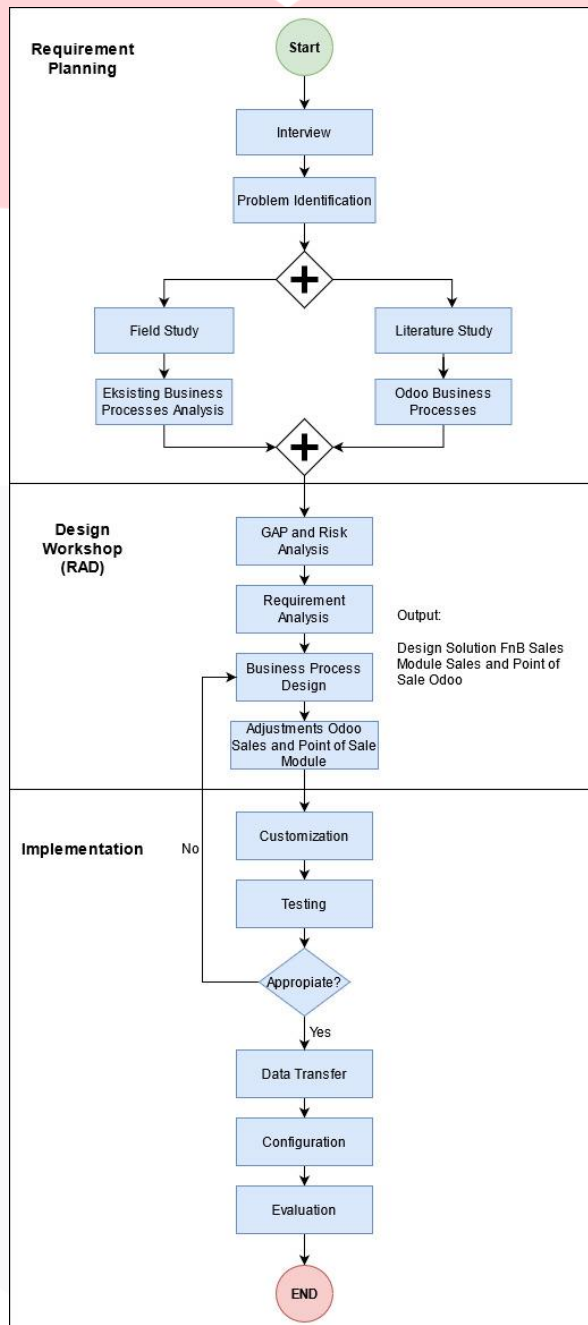 Requirement
Planning
Start
Interview
Problem Identification
Field Study
Literature Study
Eksisting Business
Processes Analysis
Odoo Business
Processes
Design
Workshop
(RAD)
GAP and Risk
Analysis
Requirement
Analysis
Output:
Design Solution FnB Sales
Module Sales and Point of
Sale Odoo
Business Process
Design
Adjustments Odoo
Sales and Point of Sale
Module
Implementation
No
Customization
Testing
Appropiate?
Yes
Data Transfer
Configuration
Evaluation
END